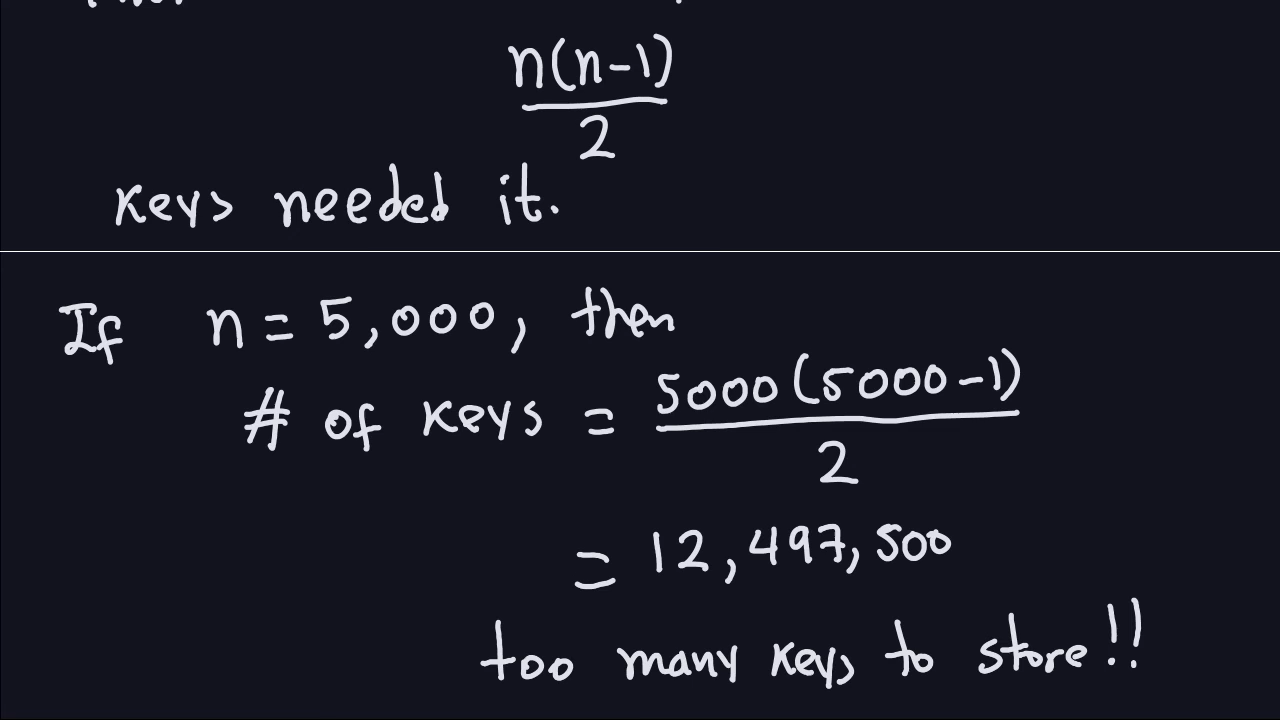 n(n-1)
2
keys needed it.
If n = 5,000, then
# of keys = 5000(5000-1)
2
= 12,497,500
too many keys to store!!